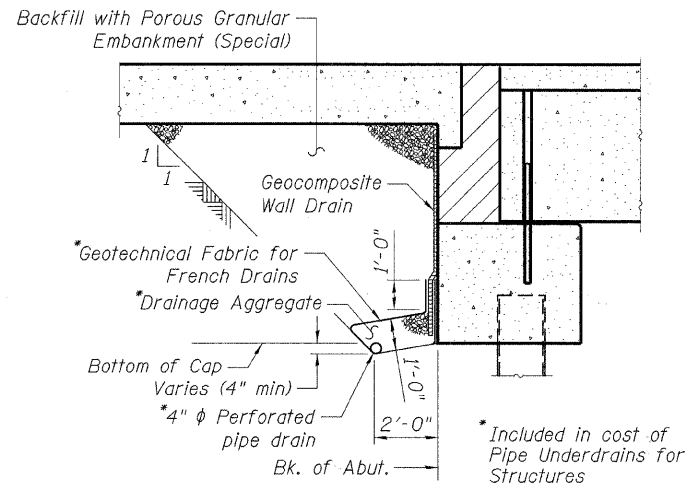 Backfill with Porous Granular
Embankment (Special)
1
1
Geocomposite
Wall Drain
*Geotechnical Fabric for
French Drains
1'-0"
*Drainage Aggregate
Bottom of Cap
Varies (4" min)
1'-0"
*4" ϕ Perforated
pipe drain
2'-0"
Bk. of Abut.
*Included in cost of
Pipe Underdrains for
Structures